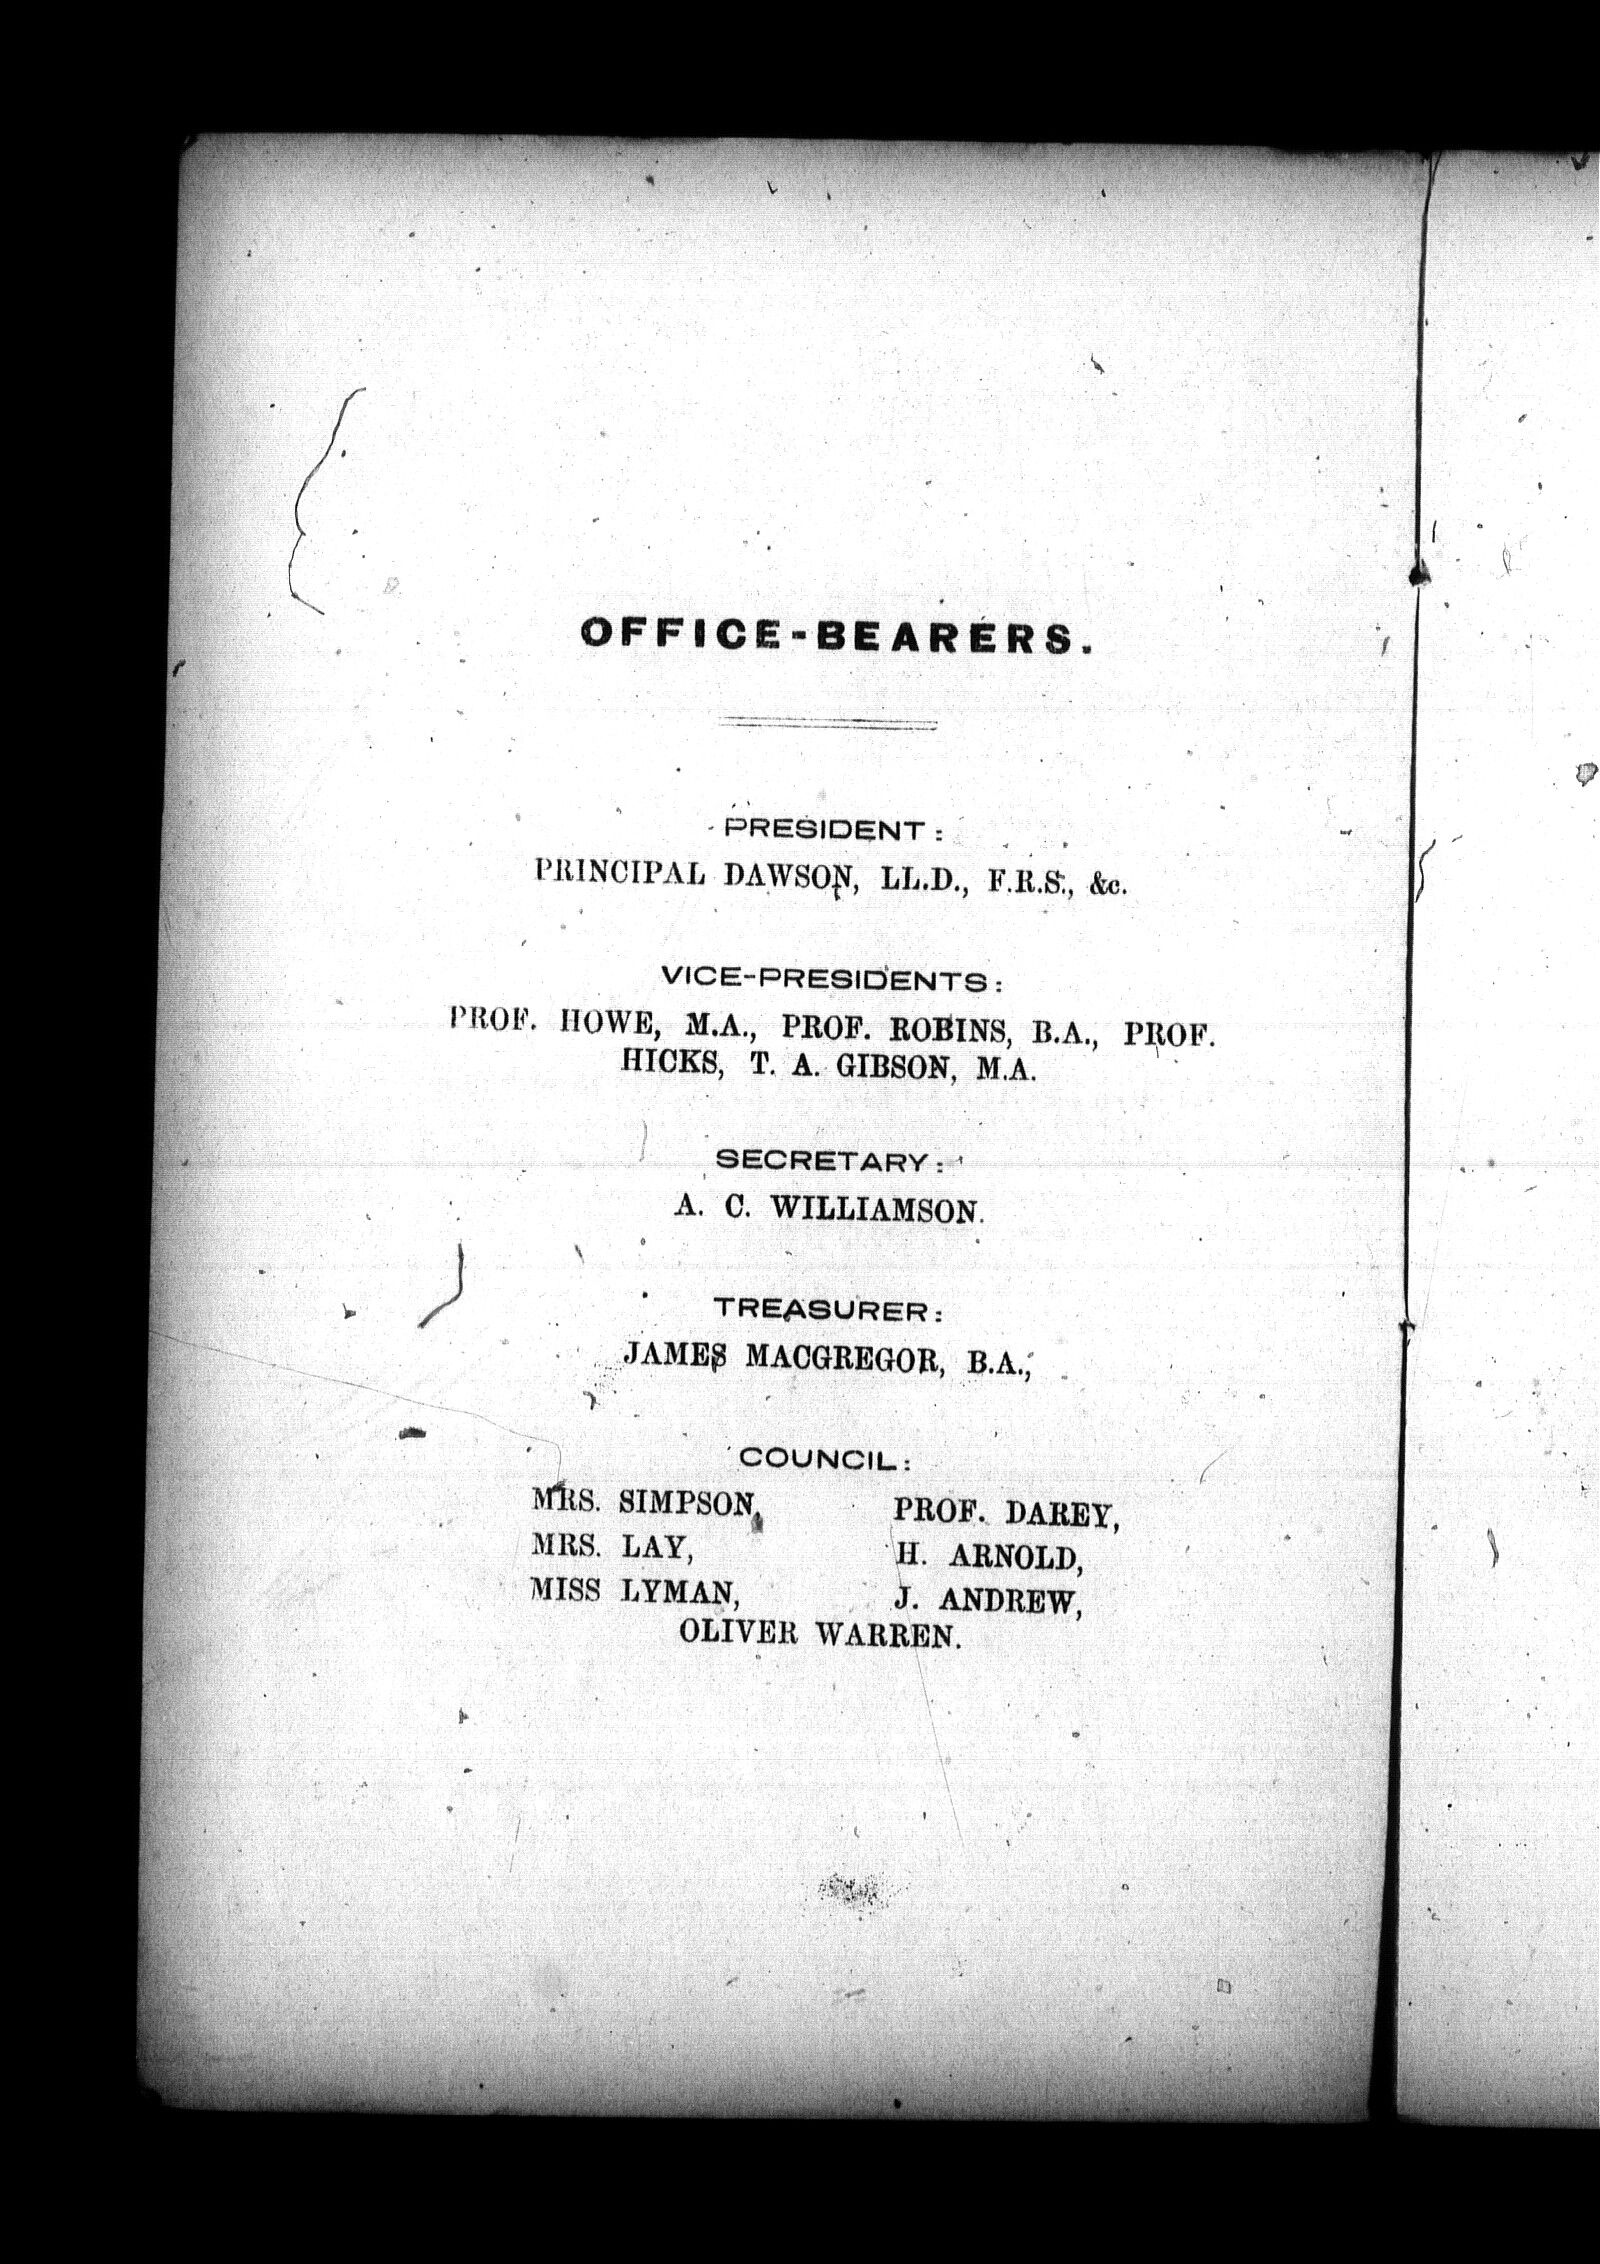 OFFICE-BEARERS.
PRESIDENT:
PRINCIPAL DAWSON, LL.D., F.R.S., &c.
VICE-PRESIDENTS:
PROF. HOWE, M.A., PROF. ROBINS, B.A., PROF.
HICKS, T. A. GIBSON, M.A.
SECRETARY:
A. C. WILLIAMSON.
TREASURER:
JAMES MACGREGOR, B.A.,
COUNCIL:
MRS. SIMPSON, PROF. DAREY,
MRS. LAY, H. ARNOLD,
MISS LYMAN, J. ANDREW,
OLIVER WARREN.